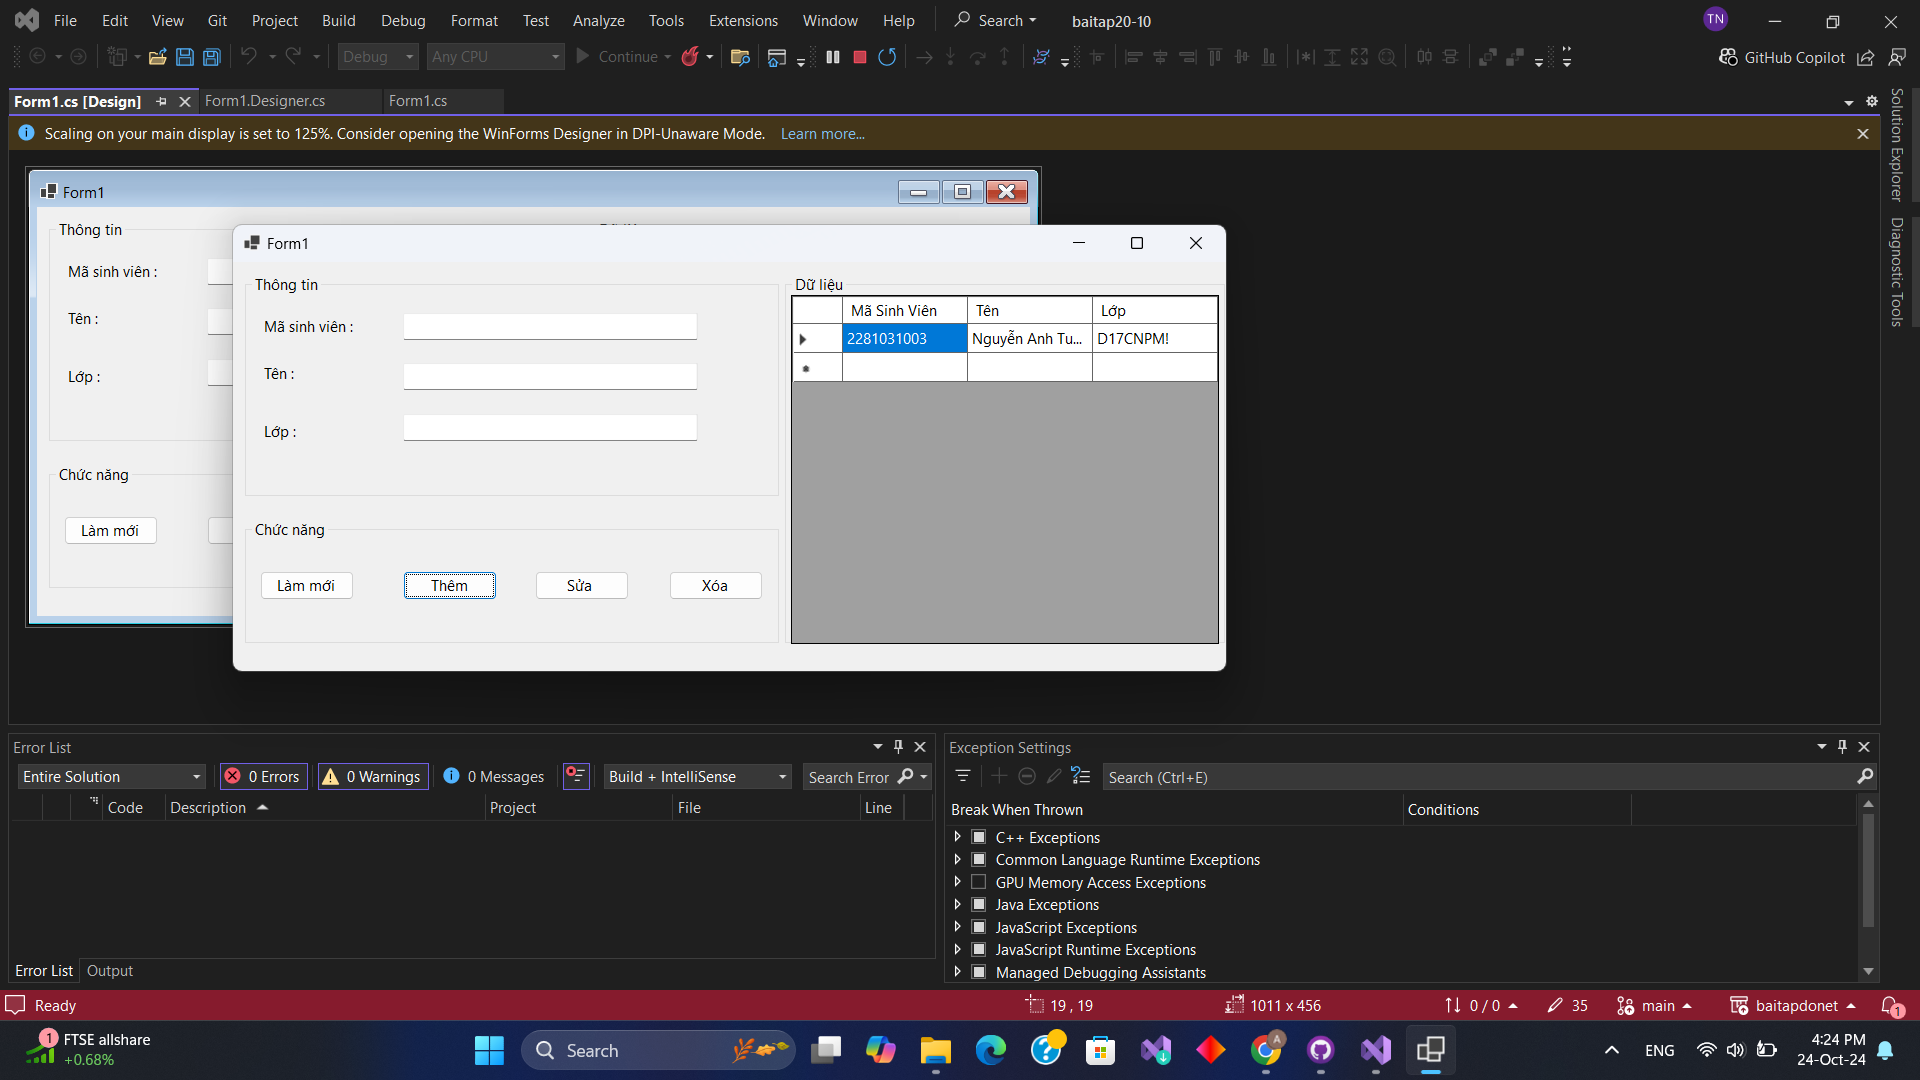 File Edit View Git Project Build Debug Format Test Analyze Tools Extensions Window Help Search baitap20-10 TN
Debug Any CPU Continue GitHub Copilot
Form1.cs [Design] Form1.Designer.cs Form1.cs
Scaling on your main display is set to 125%. Consider opening the WinForms Designer in DPI-Unaware Mode. Learn more...
Solution Explorer
Diagnostic Tools
Form1
Thông tin
Mã sinh viên :
Tên :
Lớp :
Chức năng
Làm mới
Form1
Thông tin
Mã sinh viên :
Tên :
Lớp :
Chức năng
Làm mới Thêm Sửa Xóa
Dữ liệu
Mã Sinh Viên Tên Lớp
2281031003 Nguyễn Anh Tu... D17CNPM!
Error List
Entire Solution 0 Errors 0 Warnings 0 Messages Build + IntelliSense Search Error
Code Description Project File Line
Error List Output
Exception Settings
Search (Ctrl+E)
Break When Thrown Conditions
C++ Exceptions
Common Language Runtime Exceptions
GPU Memory Access Exceptions
Java Exceptions
JavaScript Exceptions
JavaScript Runtime Exceptions
Managed Debugging Assistants
Ready 19 , 19 1011 x 456 0 / 0 35 main baitapdonet 1
1 FTSE allshare
+0.68%
Search
A
ENG
4:24 PM
24-Oct-24